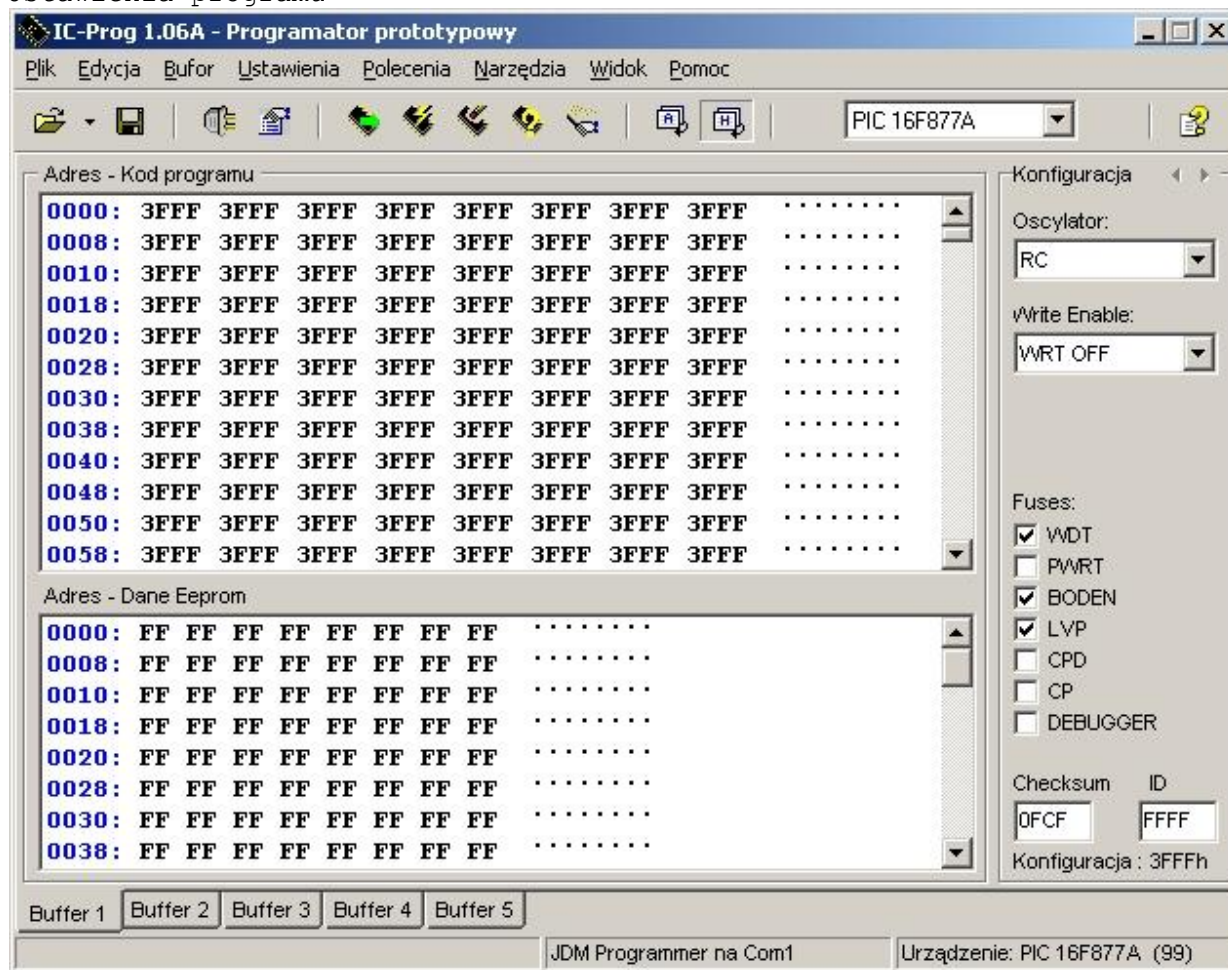 IC-Prog 1.06A - Programator prototypowy
Plik Edycja Bufor Ustawienia Polecenia Narzędzia Widok Pomoc
PIC 16F877A
Adres - Kod programu
0000: 3FFF 3FFF 3FFF 3FFF 3FFF 3FFF 3FFF 3FFF ........
0008: 3FFF 3FFF 3FFF 3FFF 3FFF 3FFF 3FFF 3FFF ........
0010: 3FFF 3FFF 3FFF 3FFF 3FFF 3FFF 3FFF 3FFF ........
0018: 3FFF 3FFF 3FFF 3FFF 3FFF 3FFF 3FFF 3FFF ........
0020: 3FFF 3FFF 3FFF 3FFF 3FFF 3FFF 3FFF 3FFF ........
0028: 3FFF 3FFF 3FFF 3FFF 3FFF 3FFF 3FFF 3FFF ........
0030: 3FFF 3FFF 3FFF 3FFF 3FFF 3FFF 3FFF 3FFF ........
0038: 3FFF 3FFF 3FFF 3FFF 3FFF 3FFF 3FFF 3FFF ........
0040: 3FFF 3FFF 3FFF 3FFF 3FFF 3FFF 3FFF 3FFF ........
0048: 3FFF 3FFF 3FFF 3FFF 3FFF 3FFF 3FFF 3FFF ........
0050: 3FFF 3FFF 3FFF 3FFF 3FFF 3FFF 3FFF 3FFF ........
0058: 3FFF 3FFF 3FFF 3FFF 3FFF 3FFF 3FFF 3FFF ........
Adres - Dane Eeprom
0000: FF FF FF FF FF FF FF FF ........
0008: FF FF FF FF FF FF FF FF ........
0010: FF FF FF FF FF FF FF FF ........
0018: FF FF FF FF FF FF FF FF ........
0020: FF FF FF FF FF FF FF FF ........
0028: FF FF FF FF FF FF FF FF ........
0030: FF FF FF FF FF FF FF FF ........
0038: FF FF FF FF FF FF FF FF ........
Konfiguracja
Oscylator:
RC
Write Enable:
WRT OFF
Fuses:
WDT
PWRT
BODEN
LVP
CPD
CP
DEBUGGER
Checksum ID
0FCF FFFF
Konfiguracja : 3FFFh
Buffer 1 Buffer 2 Buffer 3 Buffer 4 Buffer 5
JDM Programmer na Com1 Urządzenie: PIC 16F877A (99)